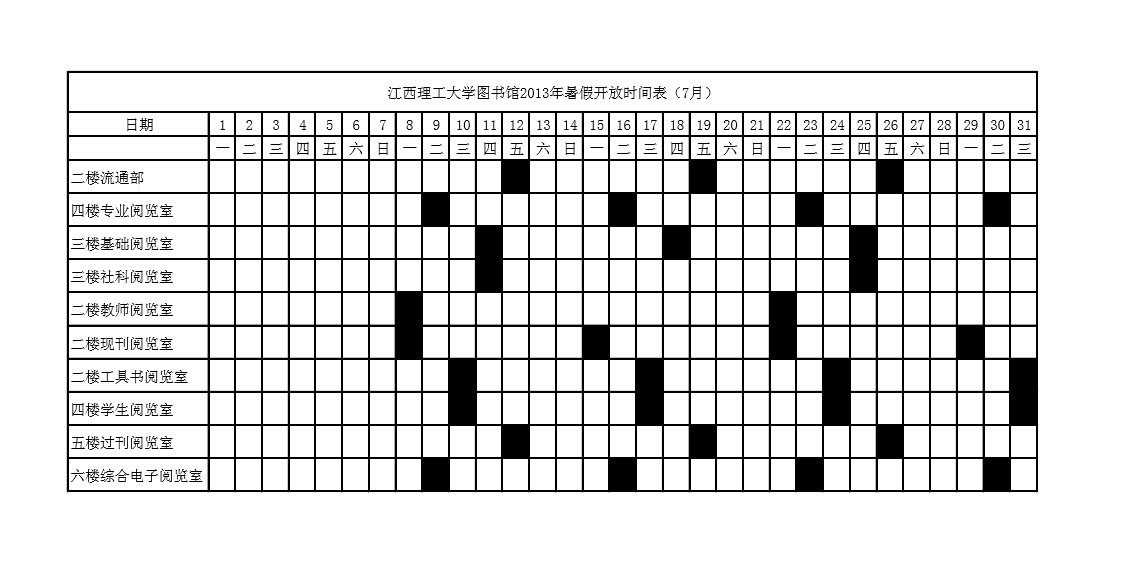 江西理工大学图书馆2013年暑假开放时间表（7月）
日期 1 2 3 4 5 6 7 8 9 10 11 12 13 14 15 16 17 18 19 20 21 22 23 24 25 26 27 28 29 30 31
一 二 三 四 五 六 日 一 二 三 四 五 六 日 一 二 三 四 五 六 日 一 二 三 四 五 六 日 一 二 三
二楼流通部
四楼专业阅览室
三楼基础阅览室
三楼社科阅览室
二楼教师阅览室
二楼现刊阅览室
二楼工具书阅览室
四楼学生阅览室
五楼过刊阅览室
六楼综合电子阅览室